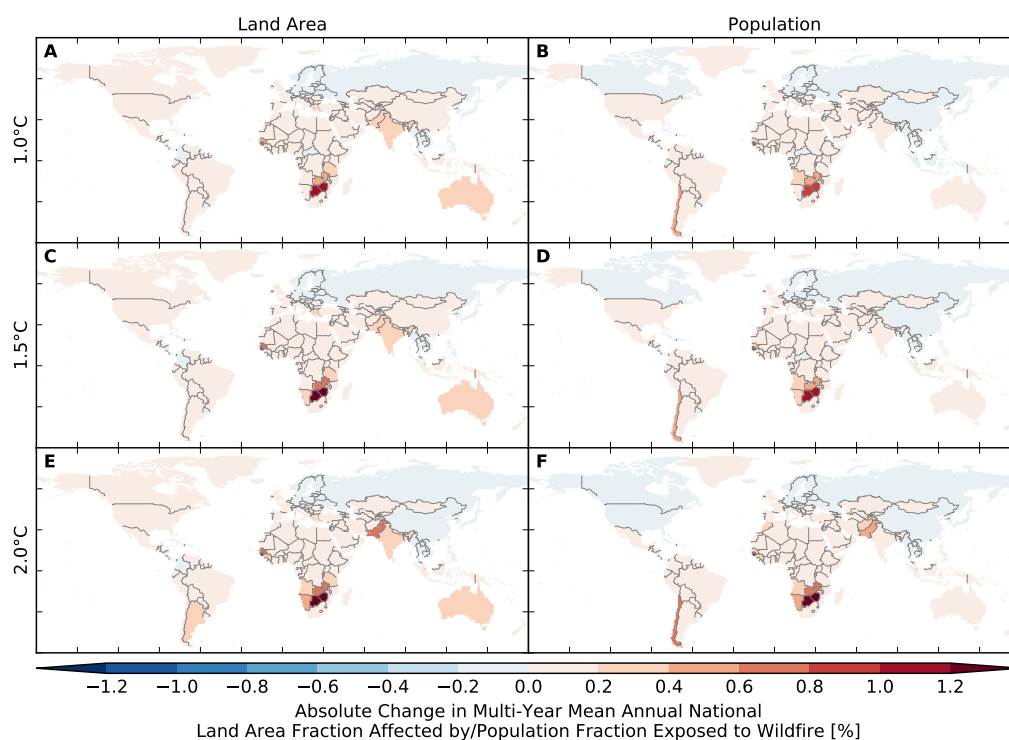 Land Area
Population
A
B
1.0°C
C
D
1.5°C
E
F
2.0°C
−1.2 −1.0 −0.8 −0.6 −0.4 −0.2 0.0 0.2 0.4 0.6 0.8 1.0 1.2
Absolute Change in Multi-Year Mean Annual National
Land Area Fraction Affected by/Population Fraction Exposed to Wildfire [%]